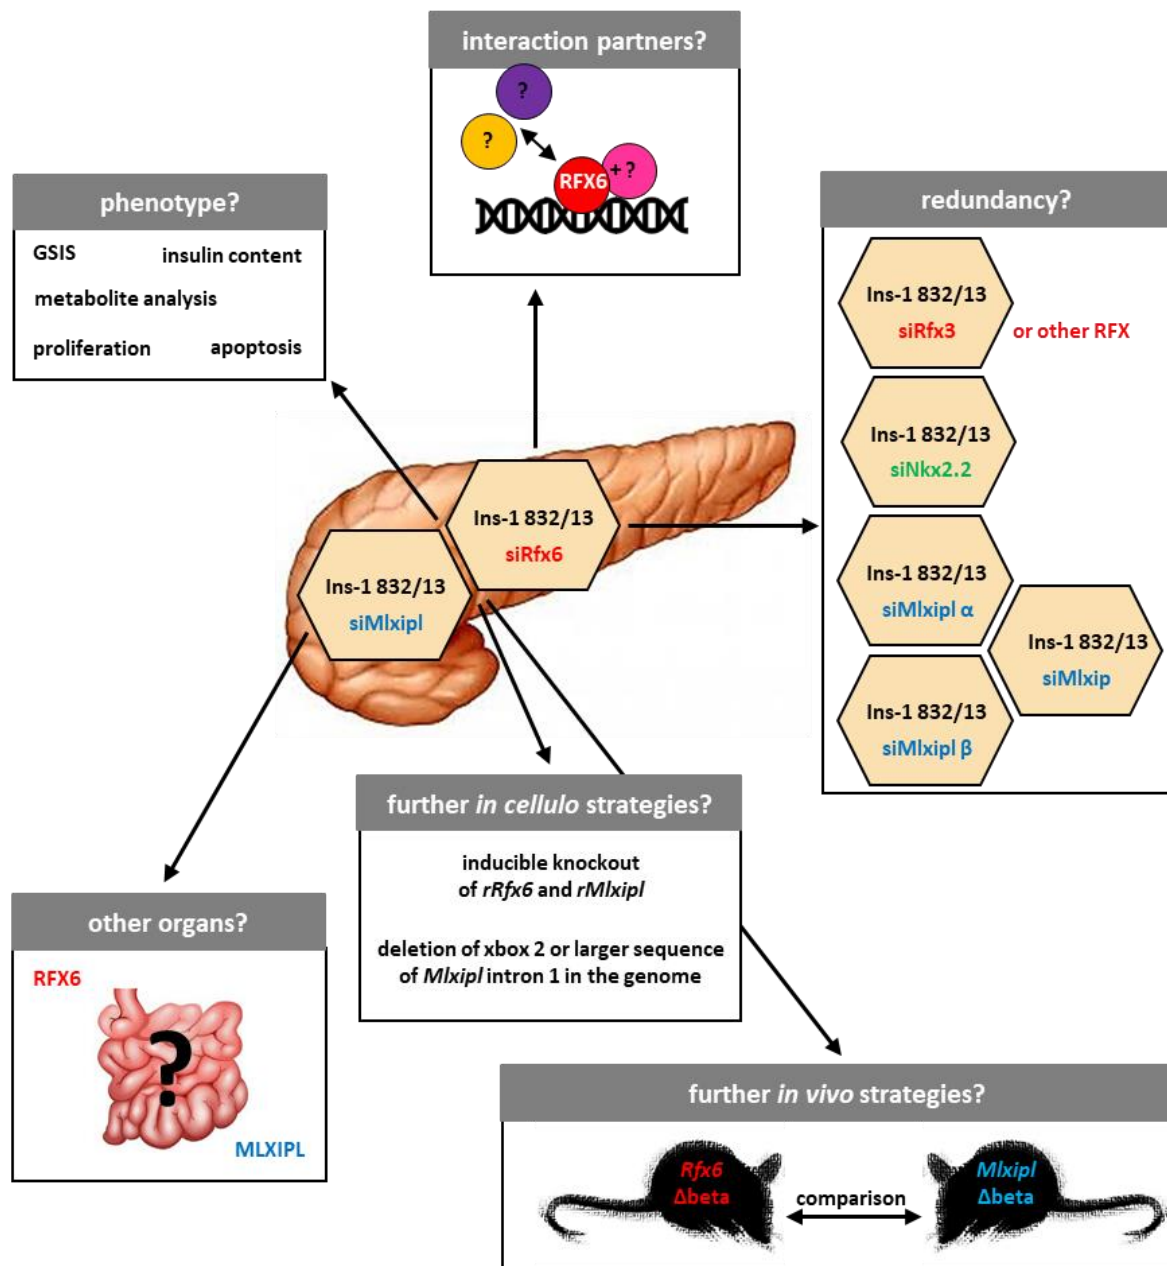 interaction partners?
?
?
RFX6
+ ?
phenotype?
GSIS insulin content
metabolite analysis
proliferation apoptosis
redundancy?
Ins-1 832/13
siRfx3
or other RFX
Ins-1 832/13
siNkx2.2
Ins-1 832/13
siMlxipl α
Ins-1 832/13
siMlxip
Ins-1 832/13
siMlxipl β
Ins-1 832/13
siRfx6
Ins-1 832/13
siMlxipl
further in cellulo strategies?
inducible knockout
of rRfx6 and rMlxipl
deletion of xbox 2 or larger sequence
of Mlxipl intron 1 in the genome
other organs?
RFX6
?
MLXIPL
further in vivo strategies?
Rfx6
Δbeta
comparison
Mlxipl
Δbeta